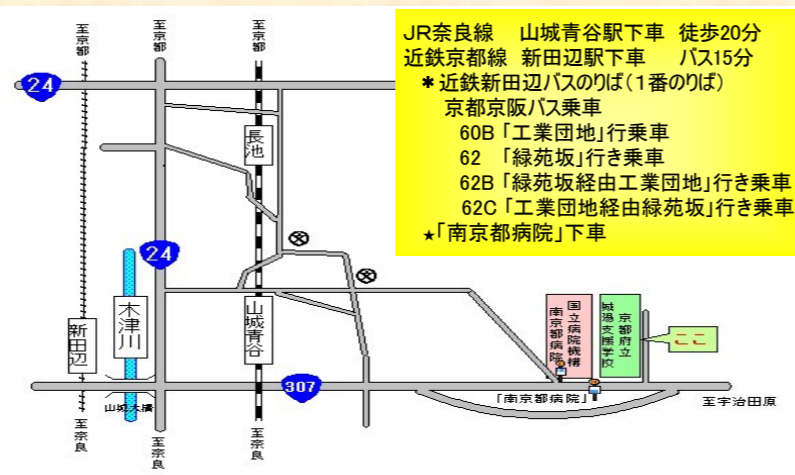 JR奈良線　山城青谷駅下車　徒歩20分
近鉄京都線　新田辺駅下車　バス15分
*近鉄新田辺バスのりば(1番のりば)
京都京阪バス乗車
60B「工業団地」行乗車
62 「緑苑坂」行き乗車
62B「緑苑坂経由工業団地」行き乗車
62C「工業団地経由緑苑坂」行き乗車
★「南京都病院」下車
至京都
至京都
至京都
24
長池
24
木津川
新田辺
山城青谷
国立病院機構
南京都病院
京都府立
城陽支援学校
ここ
307
山城大橋
「南京都病院」
至宇治田原
至奈良
至奈良
至奈良